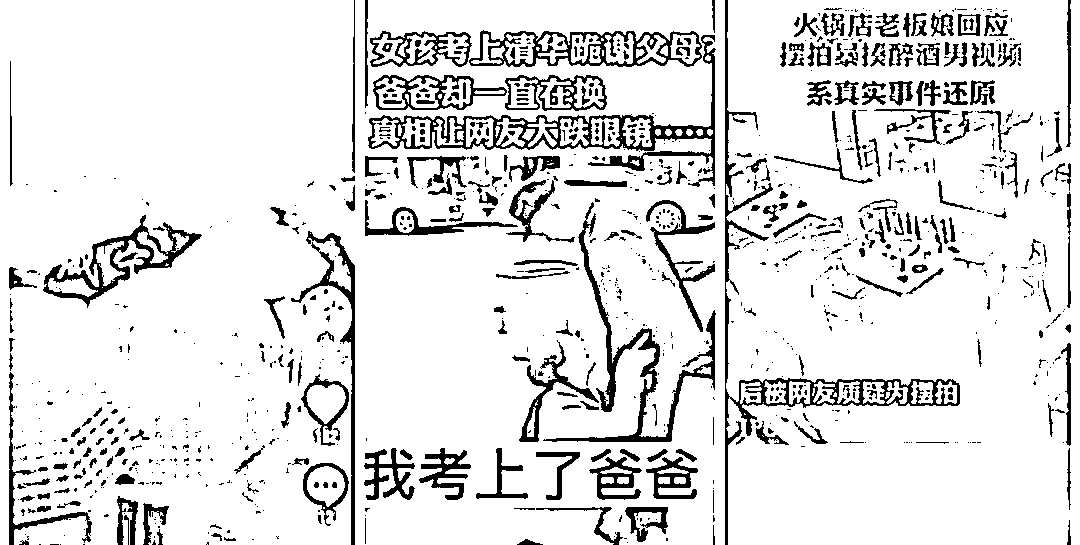 女孩考上清华跪谢父母?
爸爸却一直在换
真相让网友大跌眼镜
我考上了爸爸
火锅店老板娘回应
摆拍暴揍醉酒男视频
系真实事件还原
后被网友质疑为摆拍